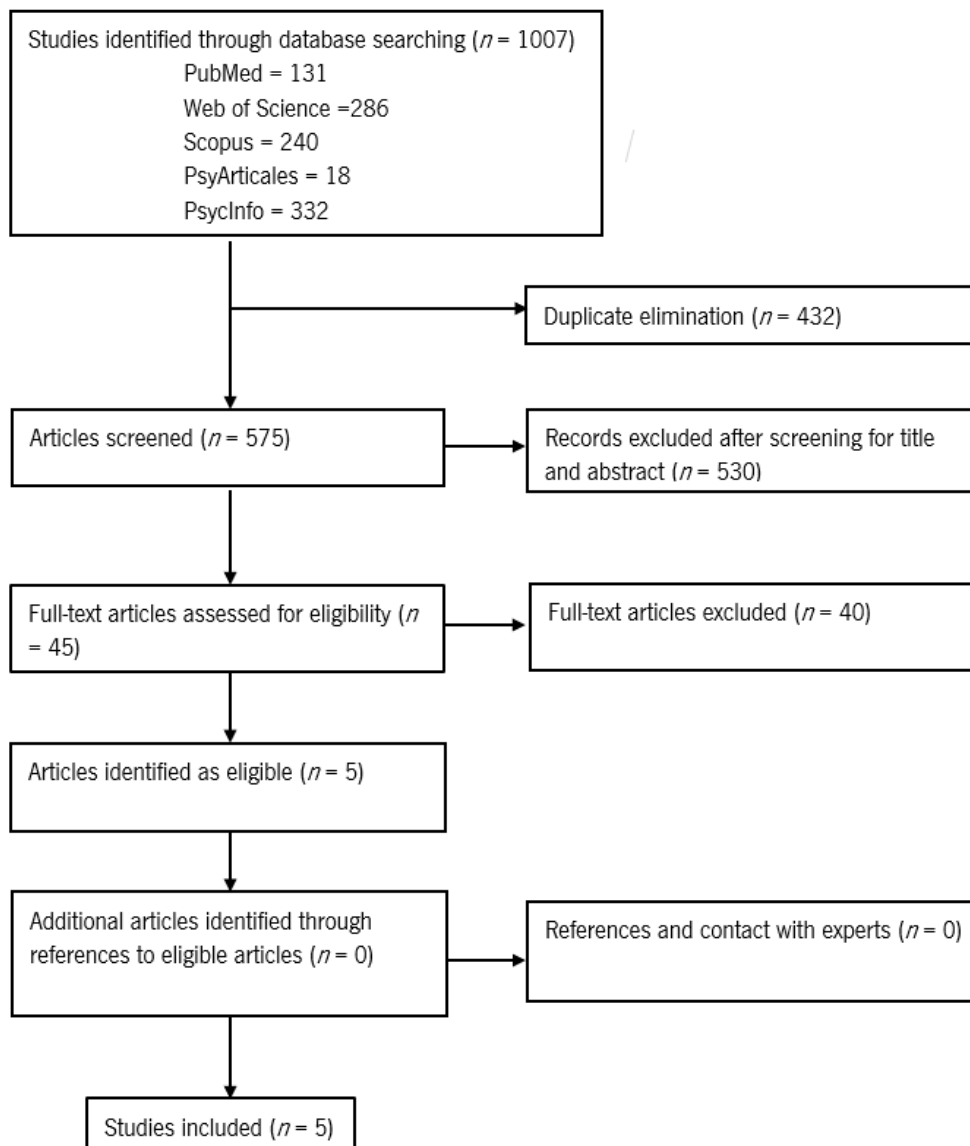 Studies identified through database searching (n = 1007)
PubMed = 131
Web of Science =286
Scopus = 240
PsyArticales = 18
PsycInfo = 332
Duplicate elimination (n = 432)
Articles screened (n = 575)
Records excluded after screening for title
and abstract (n = 530)
Full-text articles assessed for eligibility (n
= 45)
Full-text articles excluded (n = 40)
Articles identified as eligible (n = 5)
Additional articles identified through
references to eligible articles (n = 0)
References and contact with experts (n = 0)
Studies included (n = 5)